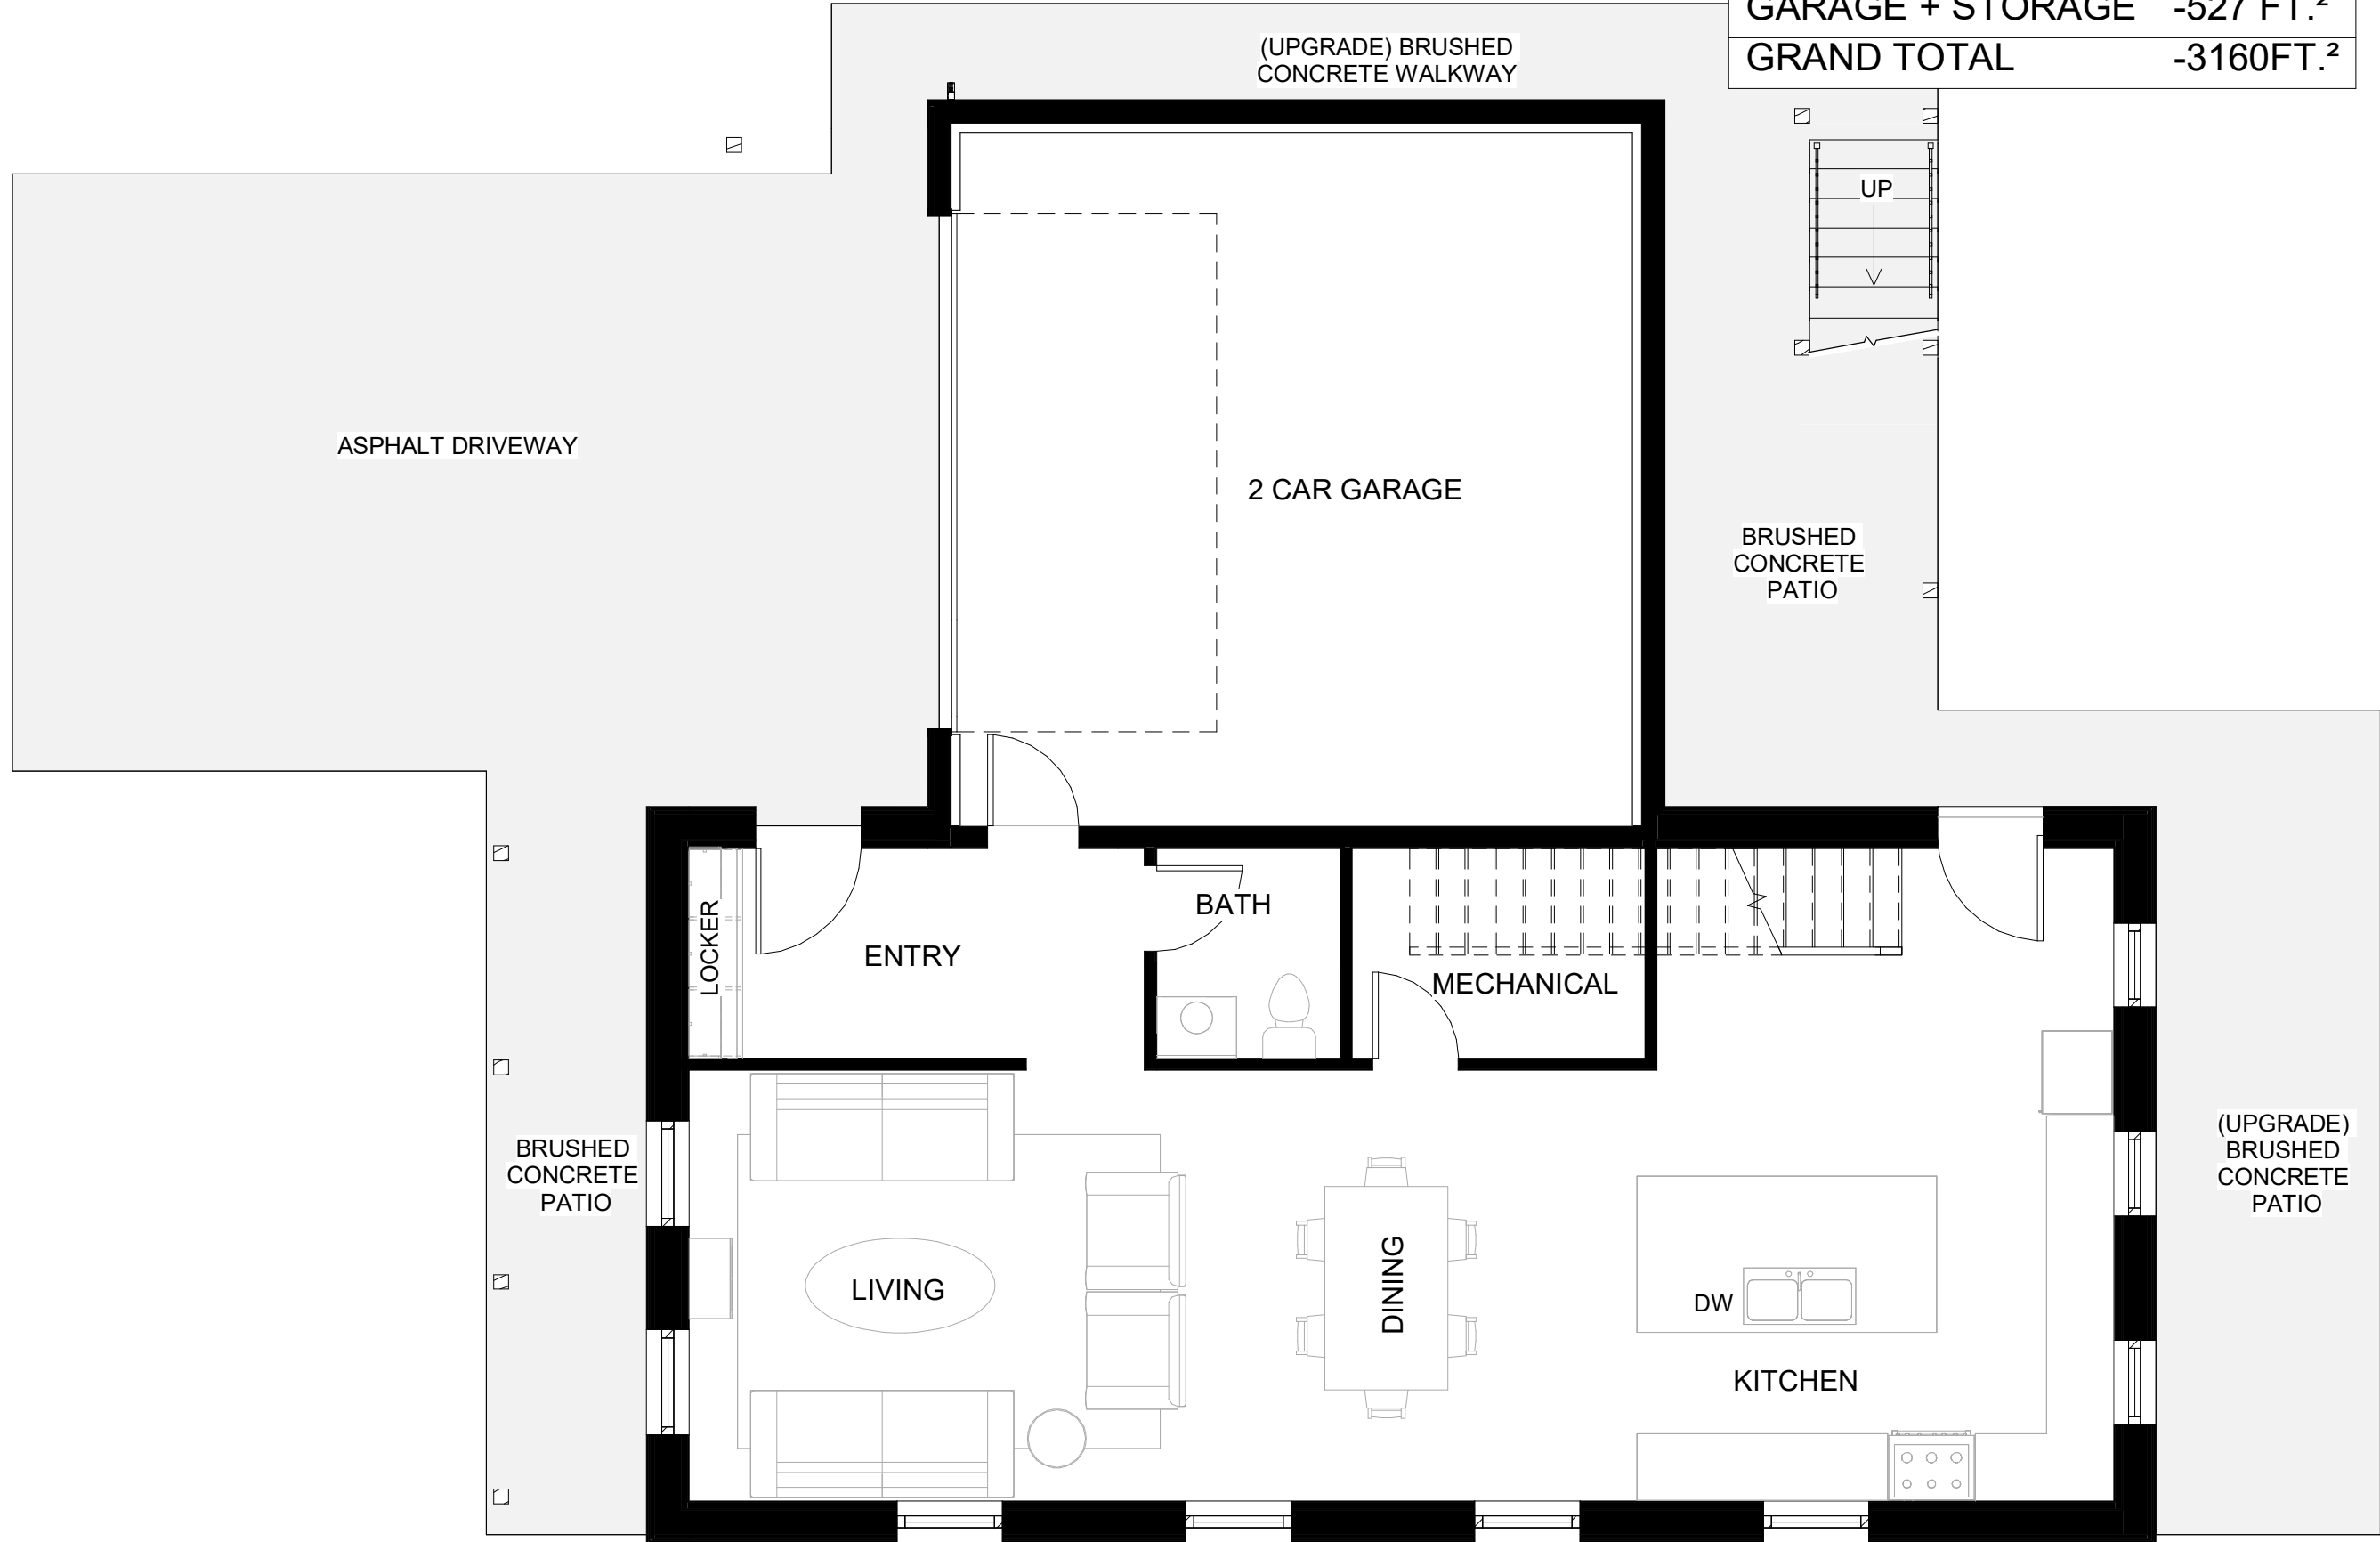 GARAGE + STORAGE -527 FT.²
GRAND TOTAL -3160FT.²
(UPGRADE) BRUSHED
CONCRETE WALKWAY
UP
ASPHALT DRIVEWAY
2 CAR GARAGE
BRUSHED
CONCRETE
PATIO
LOCKER
ENTRY
BATH
MECHANICAL
BRUSHED
CONCRETE
PATIO
LIVING
DINING
DW
KITCHEN
(UPGRADE)
BRUSHED
CONCRETE
PATIO